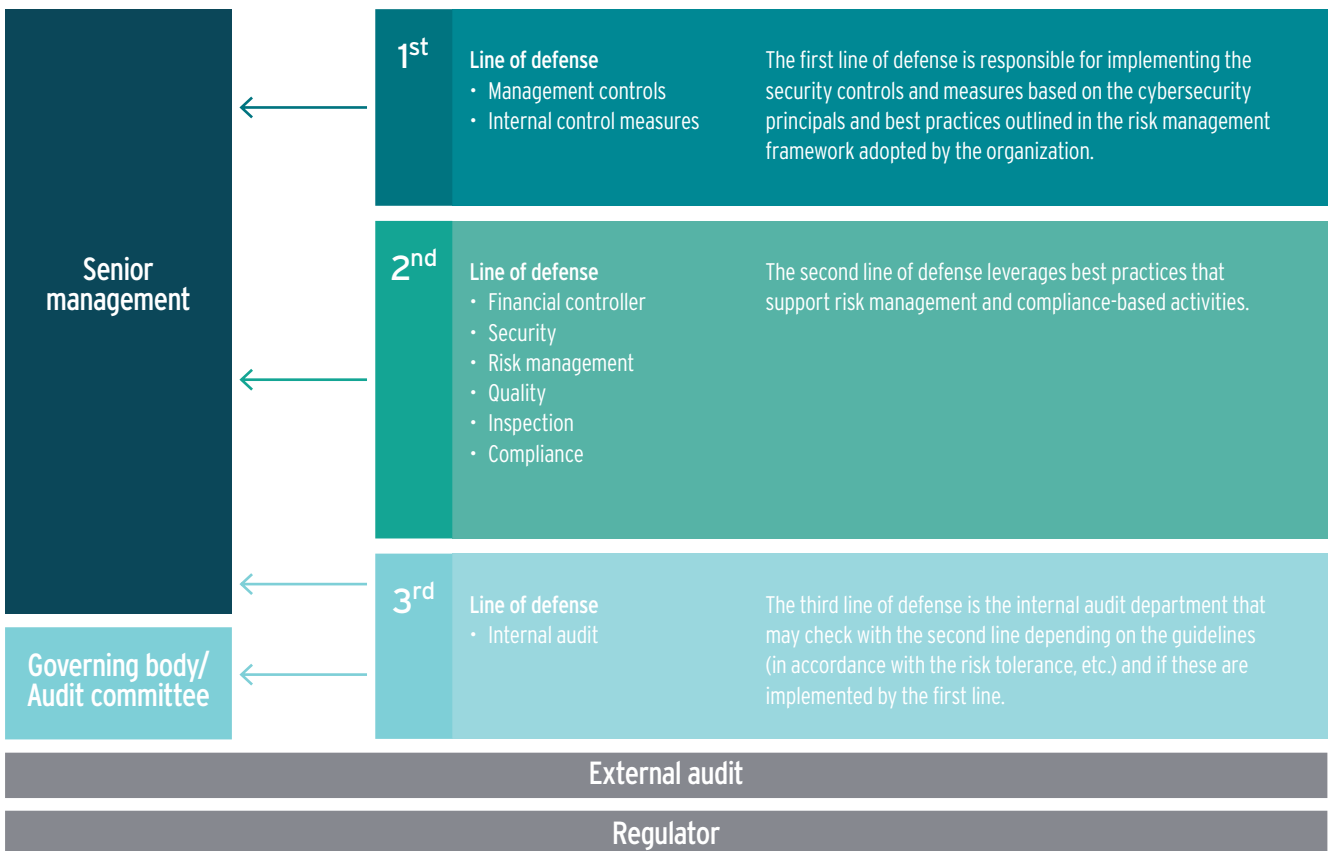 Senior
management
Governing body/
Audit committee
1st
Line of defense
• Management controls
• Internal control measures
The first line of defense is responsible for implementing the
security controls and measures based on the cybersecurity
principals and best practices outlined in the risk management
framework adopted by the organization.
2nd
Line of defense
• Financial controller
• Security
• Risk management
• Quality
• Inspection
• Compliance
The second line of defense leverages best practices that
support risk management and compliance-based activities.
3rd
Line of defense
• Internal audit
The third line of defense is the internal audit department that
may check with the second line depending on the guidelines
(in accordance with the risk tolerance, etc.) and if these are
implemented by the first line.
External audit
Regulator